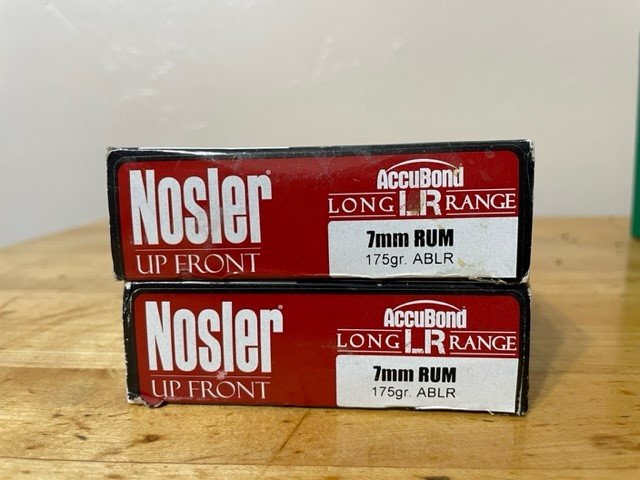 Nosler®
UP FRONT
AccuBond
LONG LR RANGE
7mm RUM
175gr. ABLR
Nosler®
UP FRONT
AccuBond
LONG LR RANGE
7mm RUM
175gr. ABLR